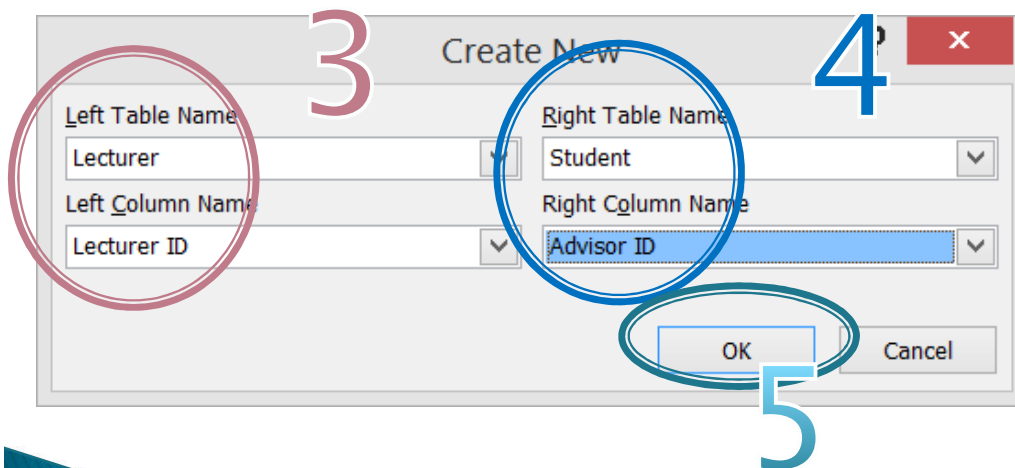 3
4
Create New ?
Left Table Name
Right Table Name
Lecturer
Student
Left Column Name
Right Column Name
Lecturer ID
Advisor ID
OK
Cancel
5